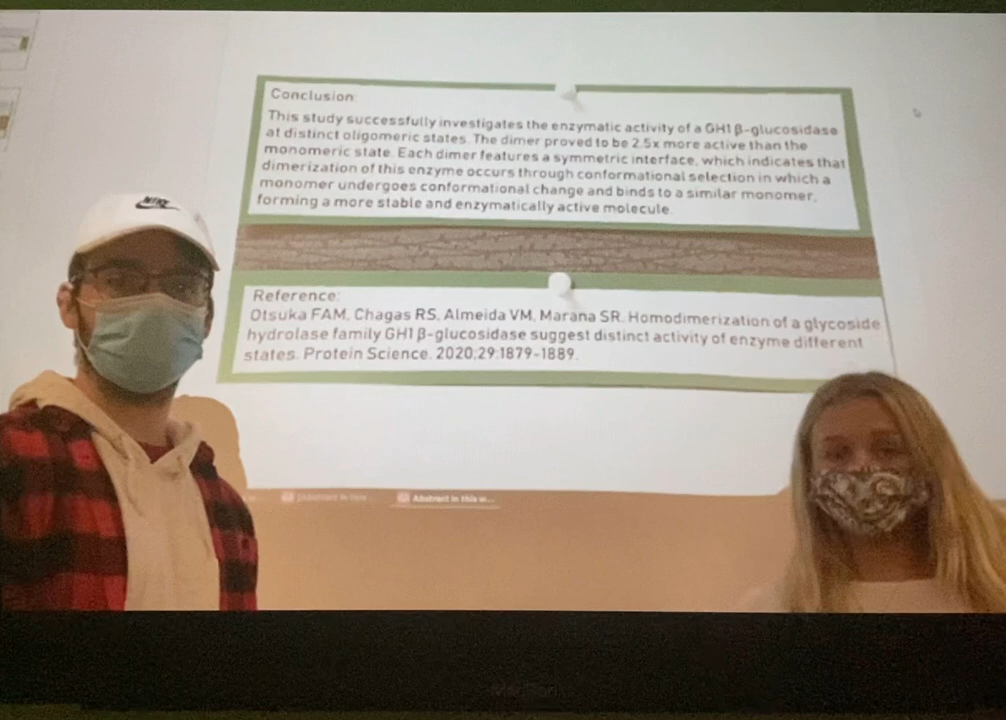 Conclusion:
This study successfully investigates the enzymatic activity of a GH1 β-glucosidase
at distinct oligomeric states. The dimer proved to be 2.5x more active than the
monomeric state. Each dimer features a symmetric interface, which indicates that
dimerization of this enzyme occurs through conformational selection in which a
monomer undergoes conformational change and binds to a similar monomer,
forming a more stable and enzymatically active molecule.
Reference:
Otsuka FAM, Chagas RS, Almeida VM, Marana SR. Homodimerization of a glycoside
hydrolase family GH1 β-glucosidase suggest distinct activity of enzyme different
states. Protein Science. 2020;29:1879-1889.
NIKE
Abstract in this w...